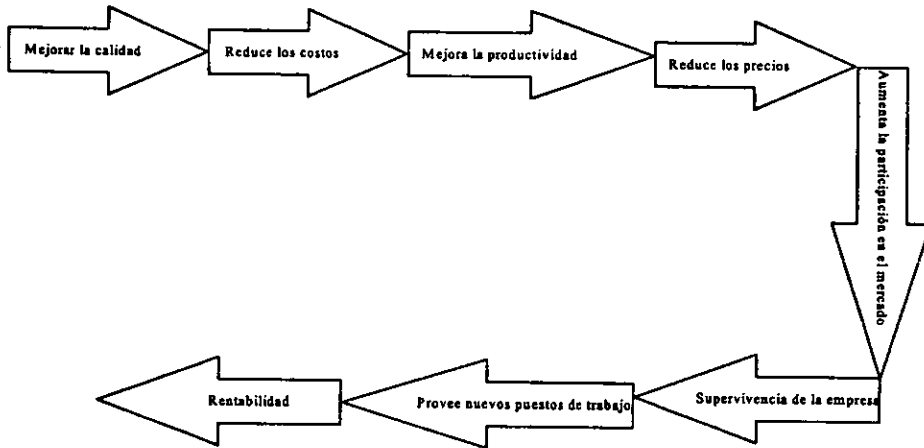 Mejorar la calidad
Reduce los costos
Mejora la productividad
Reduce los precios
Aumenta la participación en el mercado
Supervivencia de la empresa
Provee nuevos puestos de trabajo
Rentabilidad